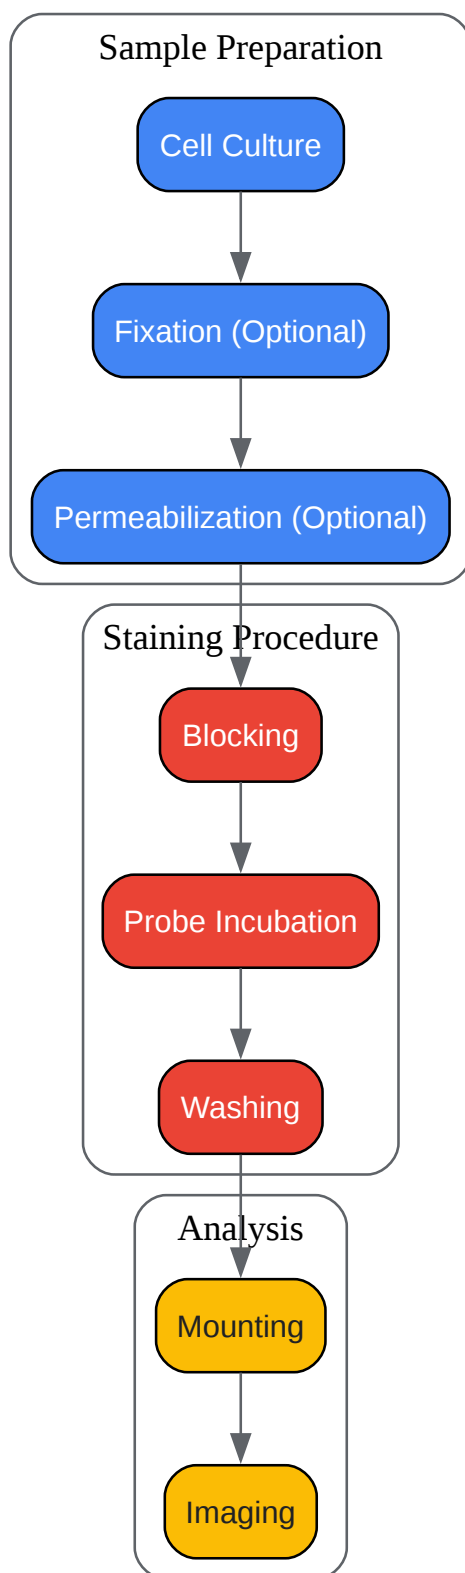 Sample Preparation
Cell Culture
Fixation (Optional)
Permeabilization (Optional)
Staining Procedure
Blocking
Probe Incubation
Washing
Analysis
Mounting
Imaging